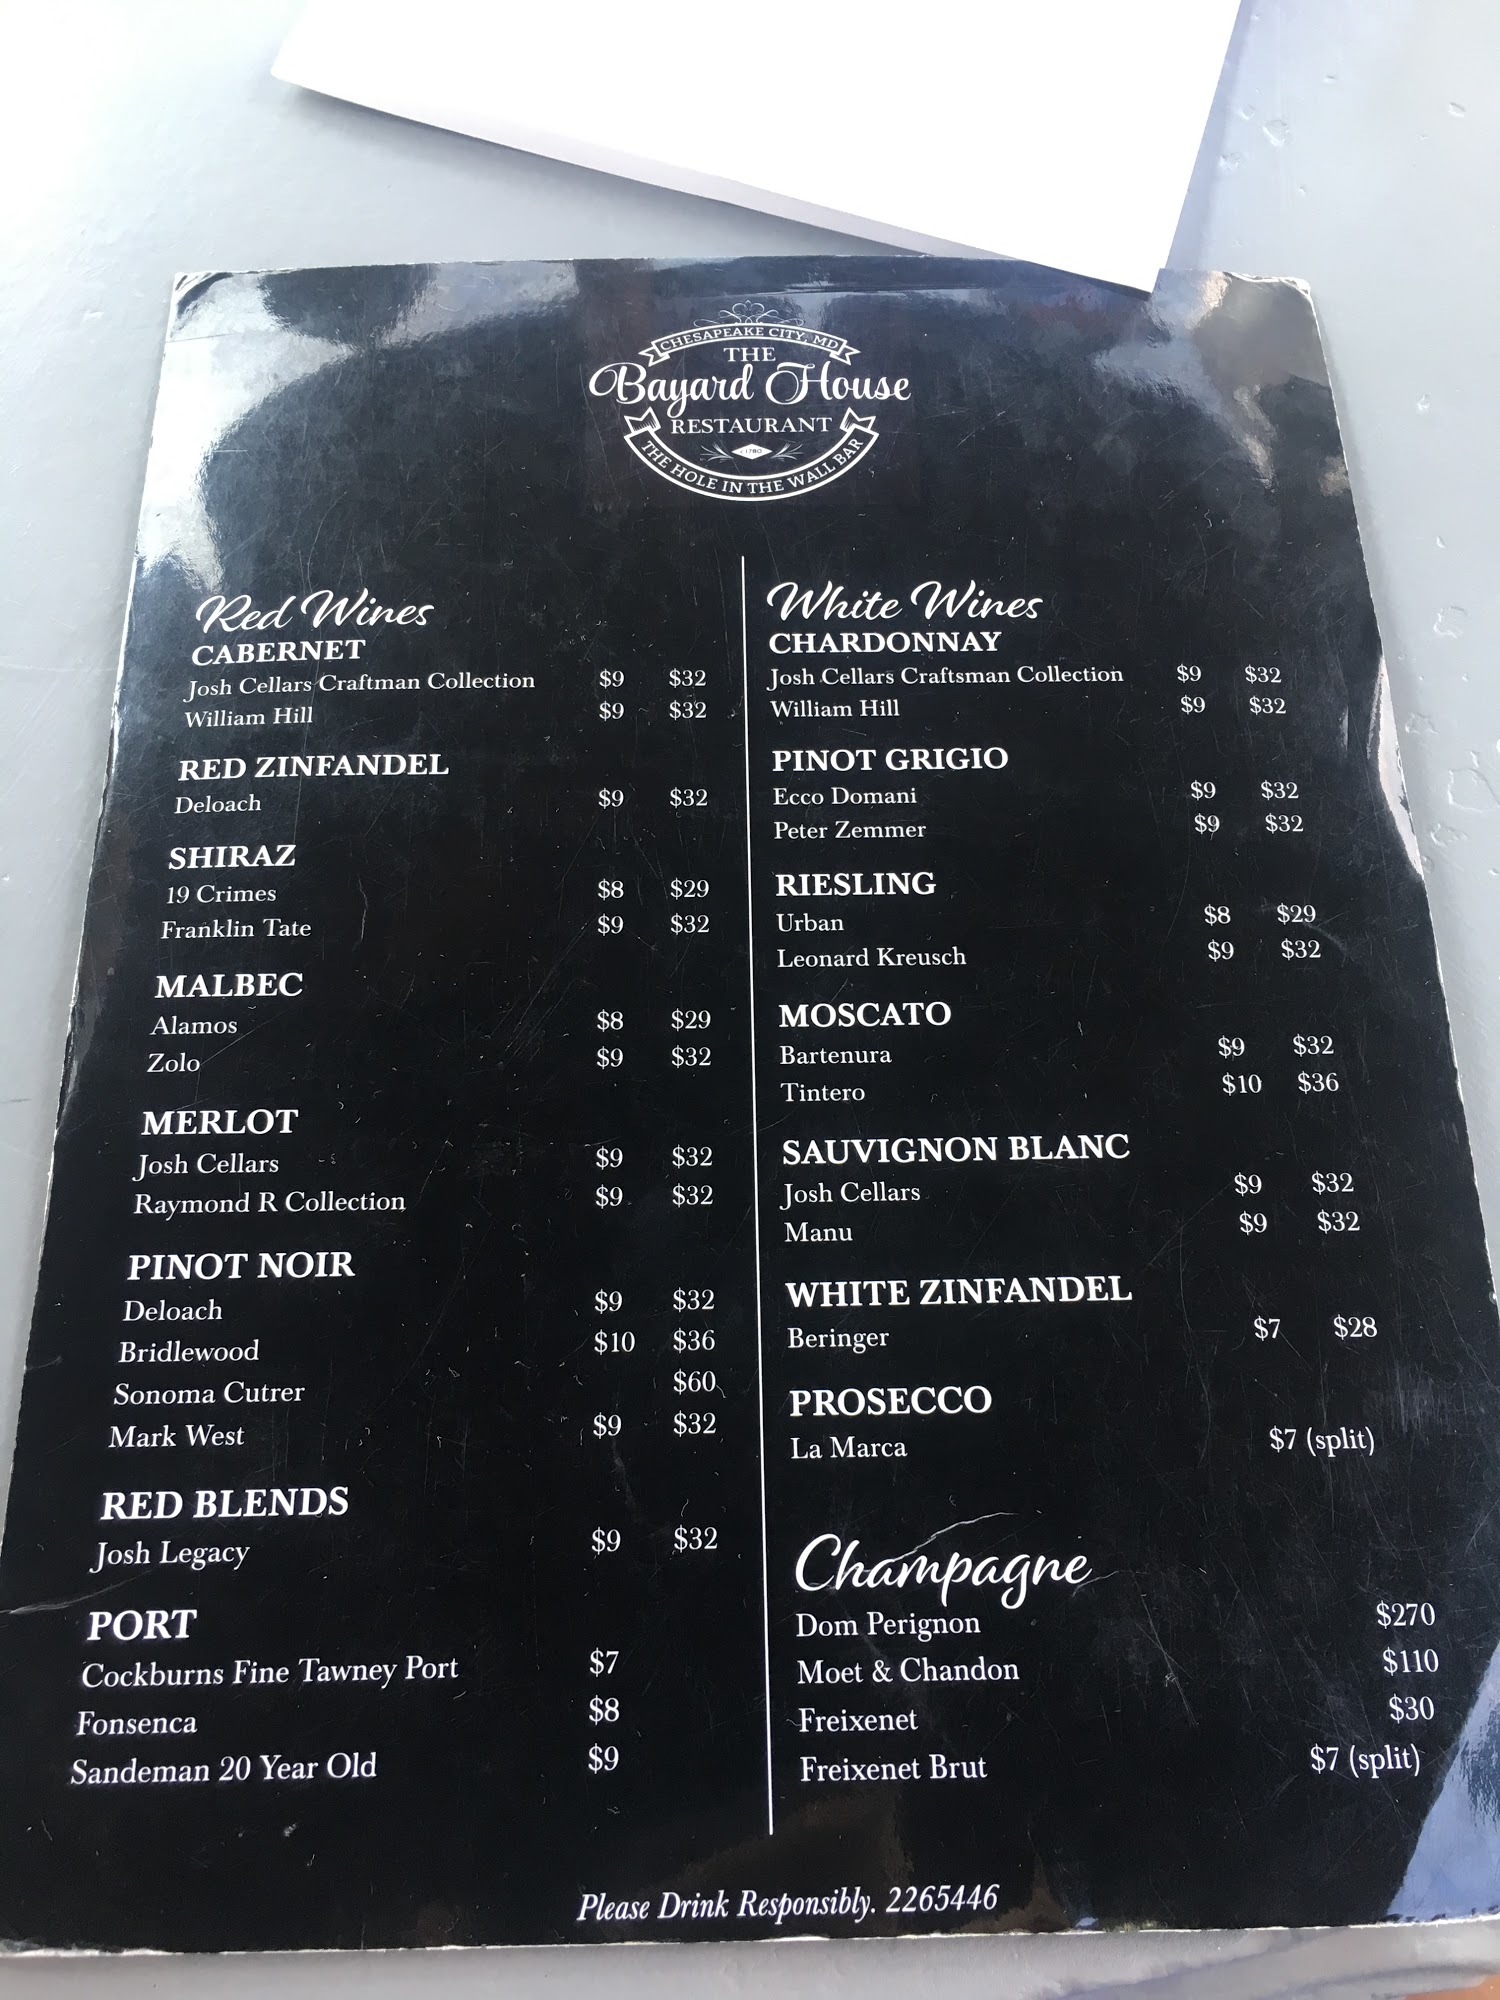 CHESAPEAKE CITY, MD
THE
Bayard House
RESTAURANT
c1780
THE HOLE IN THE WALL BAR
Red Wines
CABERNET
Josh Cellars Craftman Collection $9 $32
William Hill $9 $32
RED ZINFANDEL
Deloach $9 $32
SHIRAZ
19 Crimes $8 $29
Franklin Tate $9 $32
MALBEC
Alamos $8 $29
Zolo $9 $32
MERLOT
Josh Cellars $9 $32
Raymond R Collection $9 $32
PINOT NOIR
Deloach $9 $32
Bridlewood $10 $36
Sonoma Cutrer $60
Mark West $9 $32
RED BLENDS
Josh Legacy $9 $32
PORT
Cockburns Fine Tawney Port $7
Fonsenca $8
Sandeman 20 Year Old $9
White Wines
CHARDONNAY
Josh Cellars Craftsman Collection $9 $32
William Hill $9 $32
PINOT GRIGIO
Ecco Domani $9 $32
Peter Zemmer $9 $32
RIESLING
Urban $8 $29
Leonard Kreusch $9 $32
MOSCATO
Bartenura $9 $32
Tintero $10 $36
SAUVIGNON BLANC
Josh Cellars $9 $32
Manu $9 $32
WHITE ZINFANDEL
Beringer $7 $28
PROSECCO
La Marca $7 (split)
Champagne
Dom Perignon $270
Moet & Chandon $110
Freixenet $30
Freixenet Brut $7 (split)
Please Drink Responsibly. 2265446